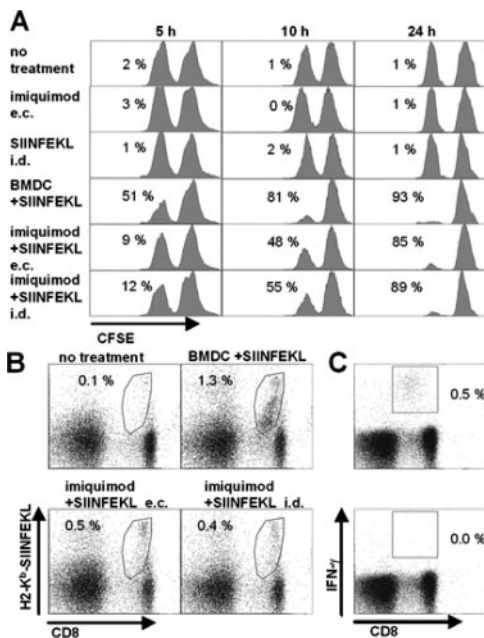 A
5 h 10 h 24 h
no treatment 2 % 1 % 1 %
imiquimod e.c. 3 % 0 % 1 %
SIINFEKL i.d. 1 % 2 % 1 %
BMDC +SIINFEKL 51 % 81 % 93 %
imiquimod +SIINFEKL e.c. 9 % 48 % 85 %
imiquimod +SIINFEKL i.d. 12 % 55 % 89 %
CFSE
B
no treatment BMDC +SIINFEKL
0.1 % 1.3 %
imiquimod +SIINFEKL e.c. imiquimod +SIINFEKL i.d.
0.5 % 0.4 %
H2-Kᵇ-SIINFEKL
CD8
C
0.5 %
0.0 %
IFN-γ
CD8